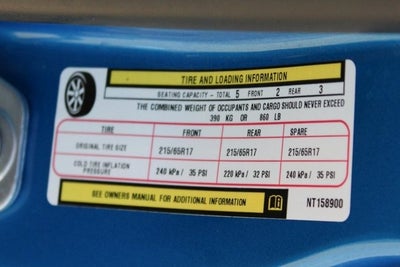 TIRE AND LOADING INFORMATION
SEATING CAPACITY - TOTAL 5 FRONT 2 REAR 3
THE COMBINED WEIGHT OF OCCUPANTS AND CARGO SHOULD NEVER EXCEED
390 KG OR 860 LB
TIRE FRONT REAR SPARE
ORIGINAL TIRE SIZE 215/65R17 215/65R17 215/65R17
COLD TIRE INFLATION PRESSURE 240 kPa / 35 PSI 220 kPa / 32 PSI 240 kPa / 35 PSI
SEE OWNERS MANUAL FOR ADDITIONAL INFORMATION
NT158900